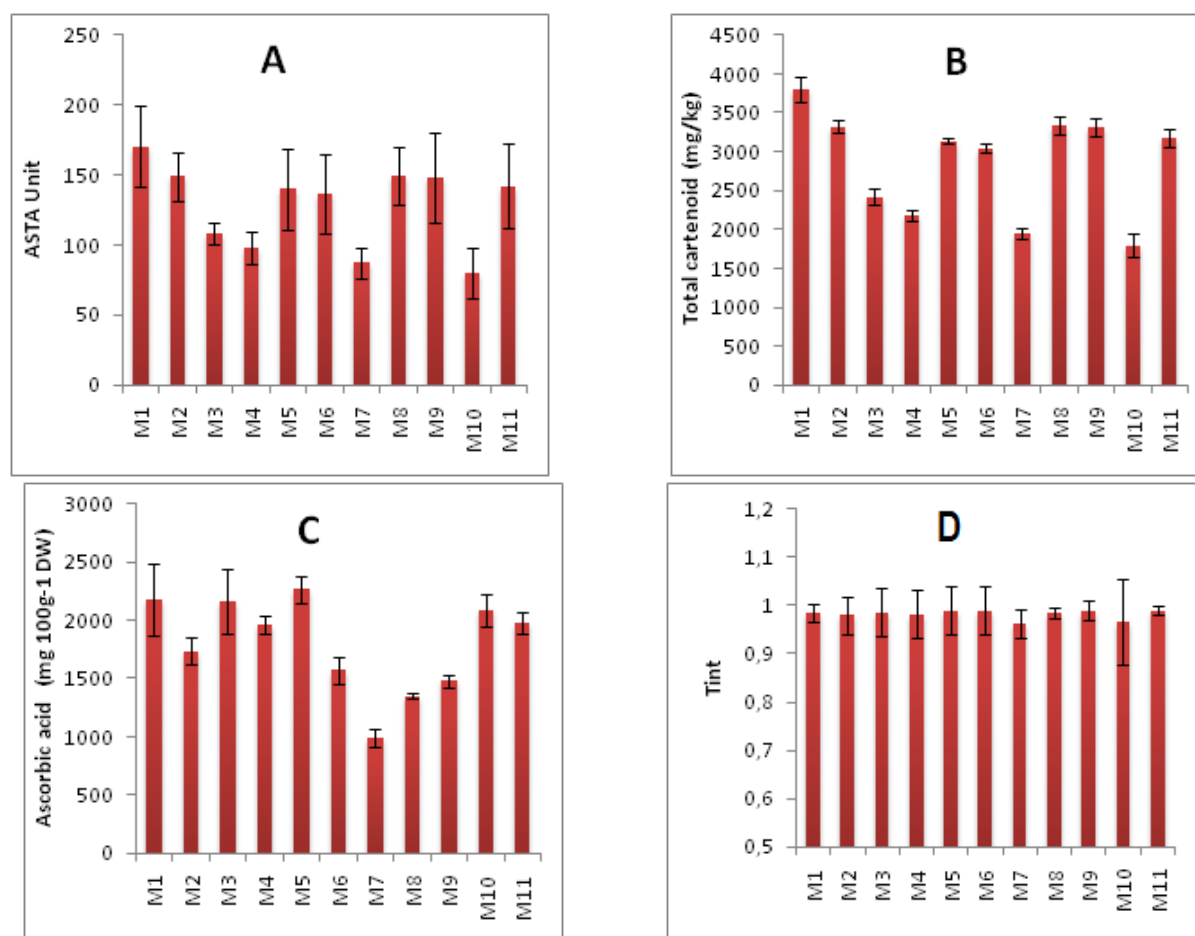 A
ASTA Unit
250
200
150
100
50
0
M1 M2 M3 M4 M5 M6 M7 M8 M9 M10 M11
B
Total cartenoid (mg/kg)
4500
4000
3500
3000
2500
2000
1500
1000
500
0
M1 M2 M3 M4 M5 M6 M7 M8 M9 M10 M11
C
Ascorbic acid (mg 100g-1 DW)
3000
2500
2000
1500
1000
500
0
M1 M2 M3 M4 M5 M6 M7 M8 M9 M10 M11
D
Tint
1,2
1,1
1
0,9
0,8
0,7
0,6
0,5
M1 M2 M3 M4 M5 M6 M7 M8 M9 M10 M11